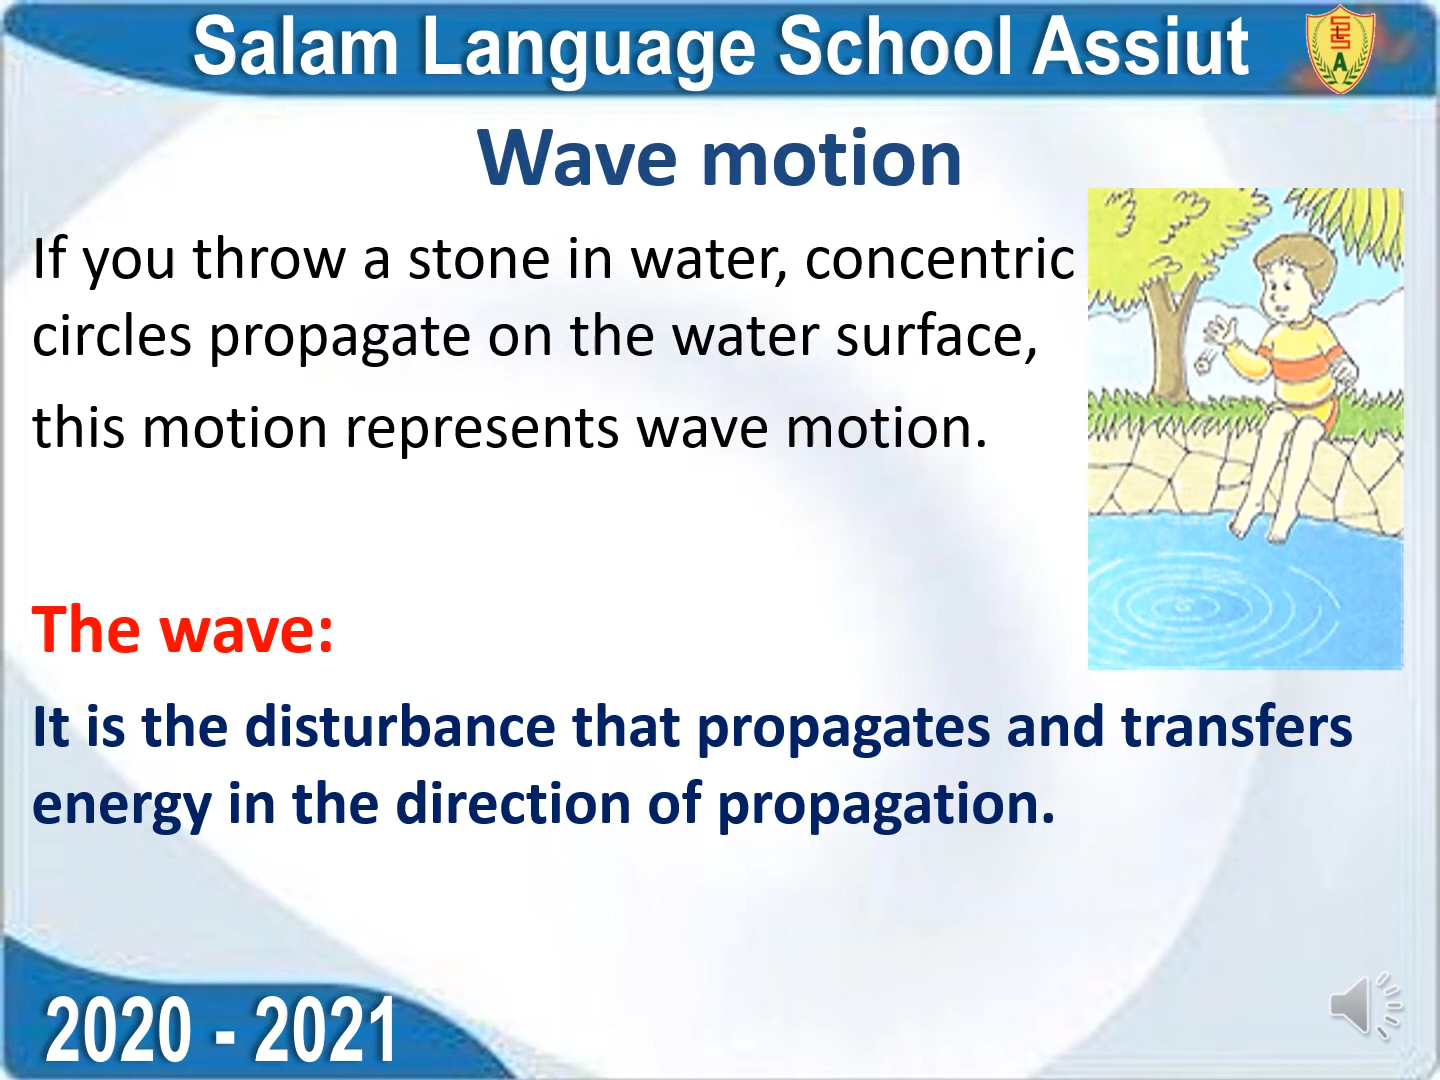 Salam Language School Assiut
Wave motion
If you throw a stone in water, concentric
circles propagate on the water surface,
this motion represents wave motion.
The wave:
It is the disturbance that propagates and transfers
energy in the direction of propagation.
2020 - 2021